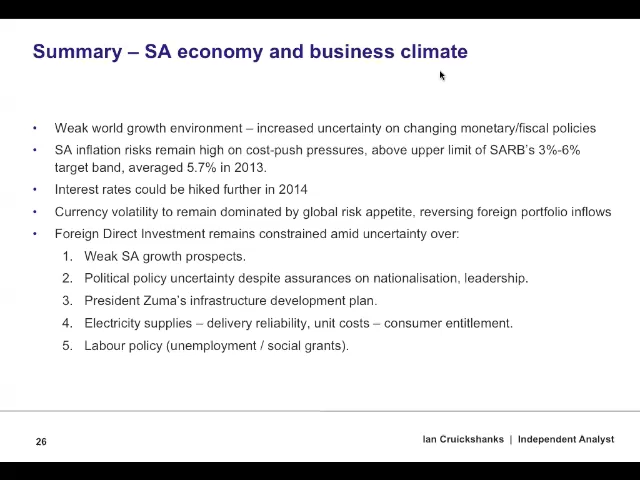 Summary – SA economy and business climate
• Weak world growth environment – increased uncertainty on changing monetary/fiscal policies
• SA inflation risks remain high on cost-push pressures, above upper limit of SARB's 3%-6%
target band, averaged 5.7% in 2013.
• Interest rates could be hiked further in 2014
• Currency volatility to remain dominated by global risk appetite, reversing foreign portfolio inflows
• Foreign Direct Investment remains constrained amid uncertainty over:
1. Weak SA growth prospects.
2. Political policy uncertainty despite assurances on nationalisation, leadership.
3. President Zuma's infrastructure development plan.
4. Electricity supplies – delivery reliability, unit costs – consumer entitlement.
5. Labour policy (unemployment / social grants).
26
Ian Cruickshanks | Independent Analyst